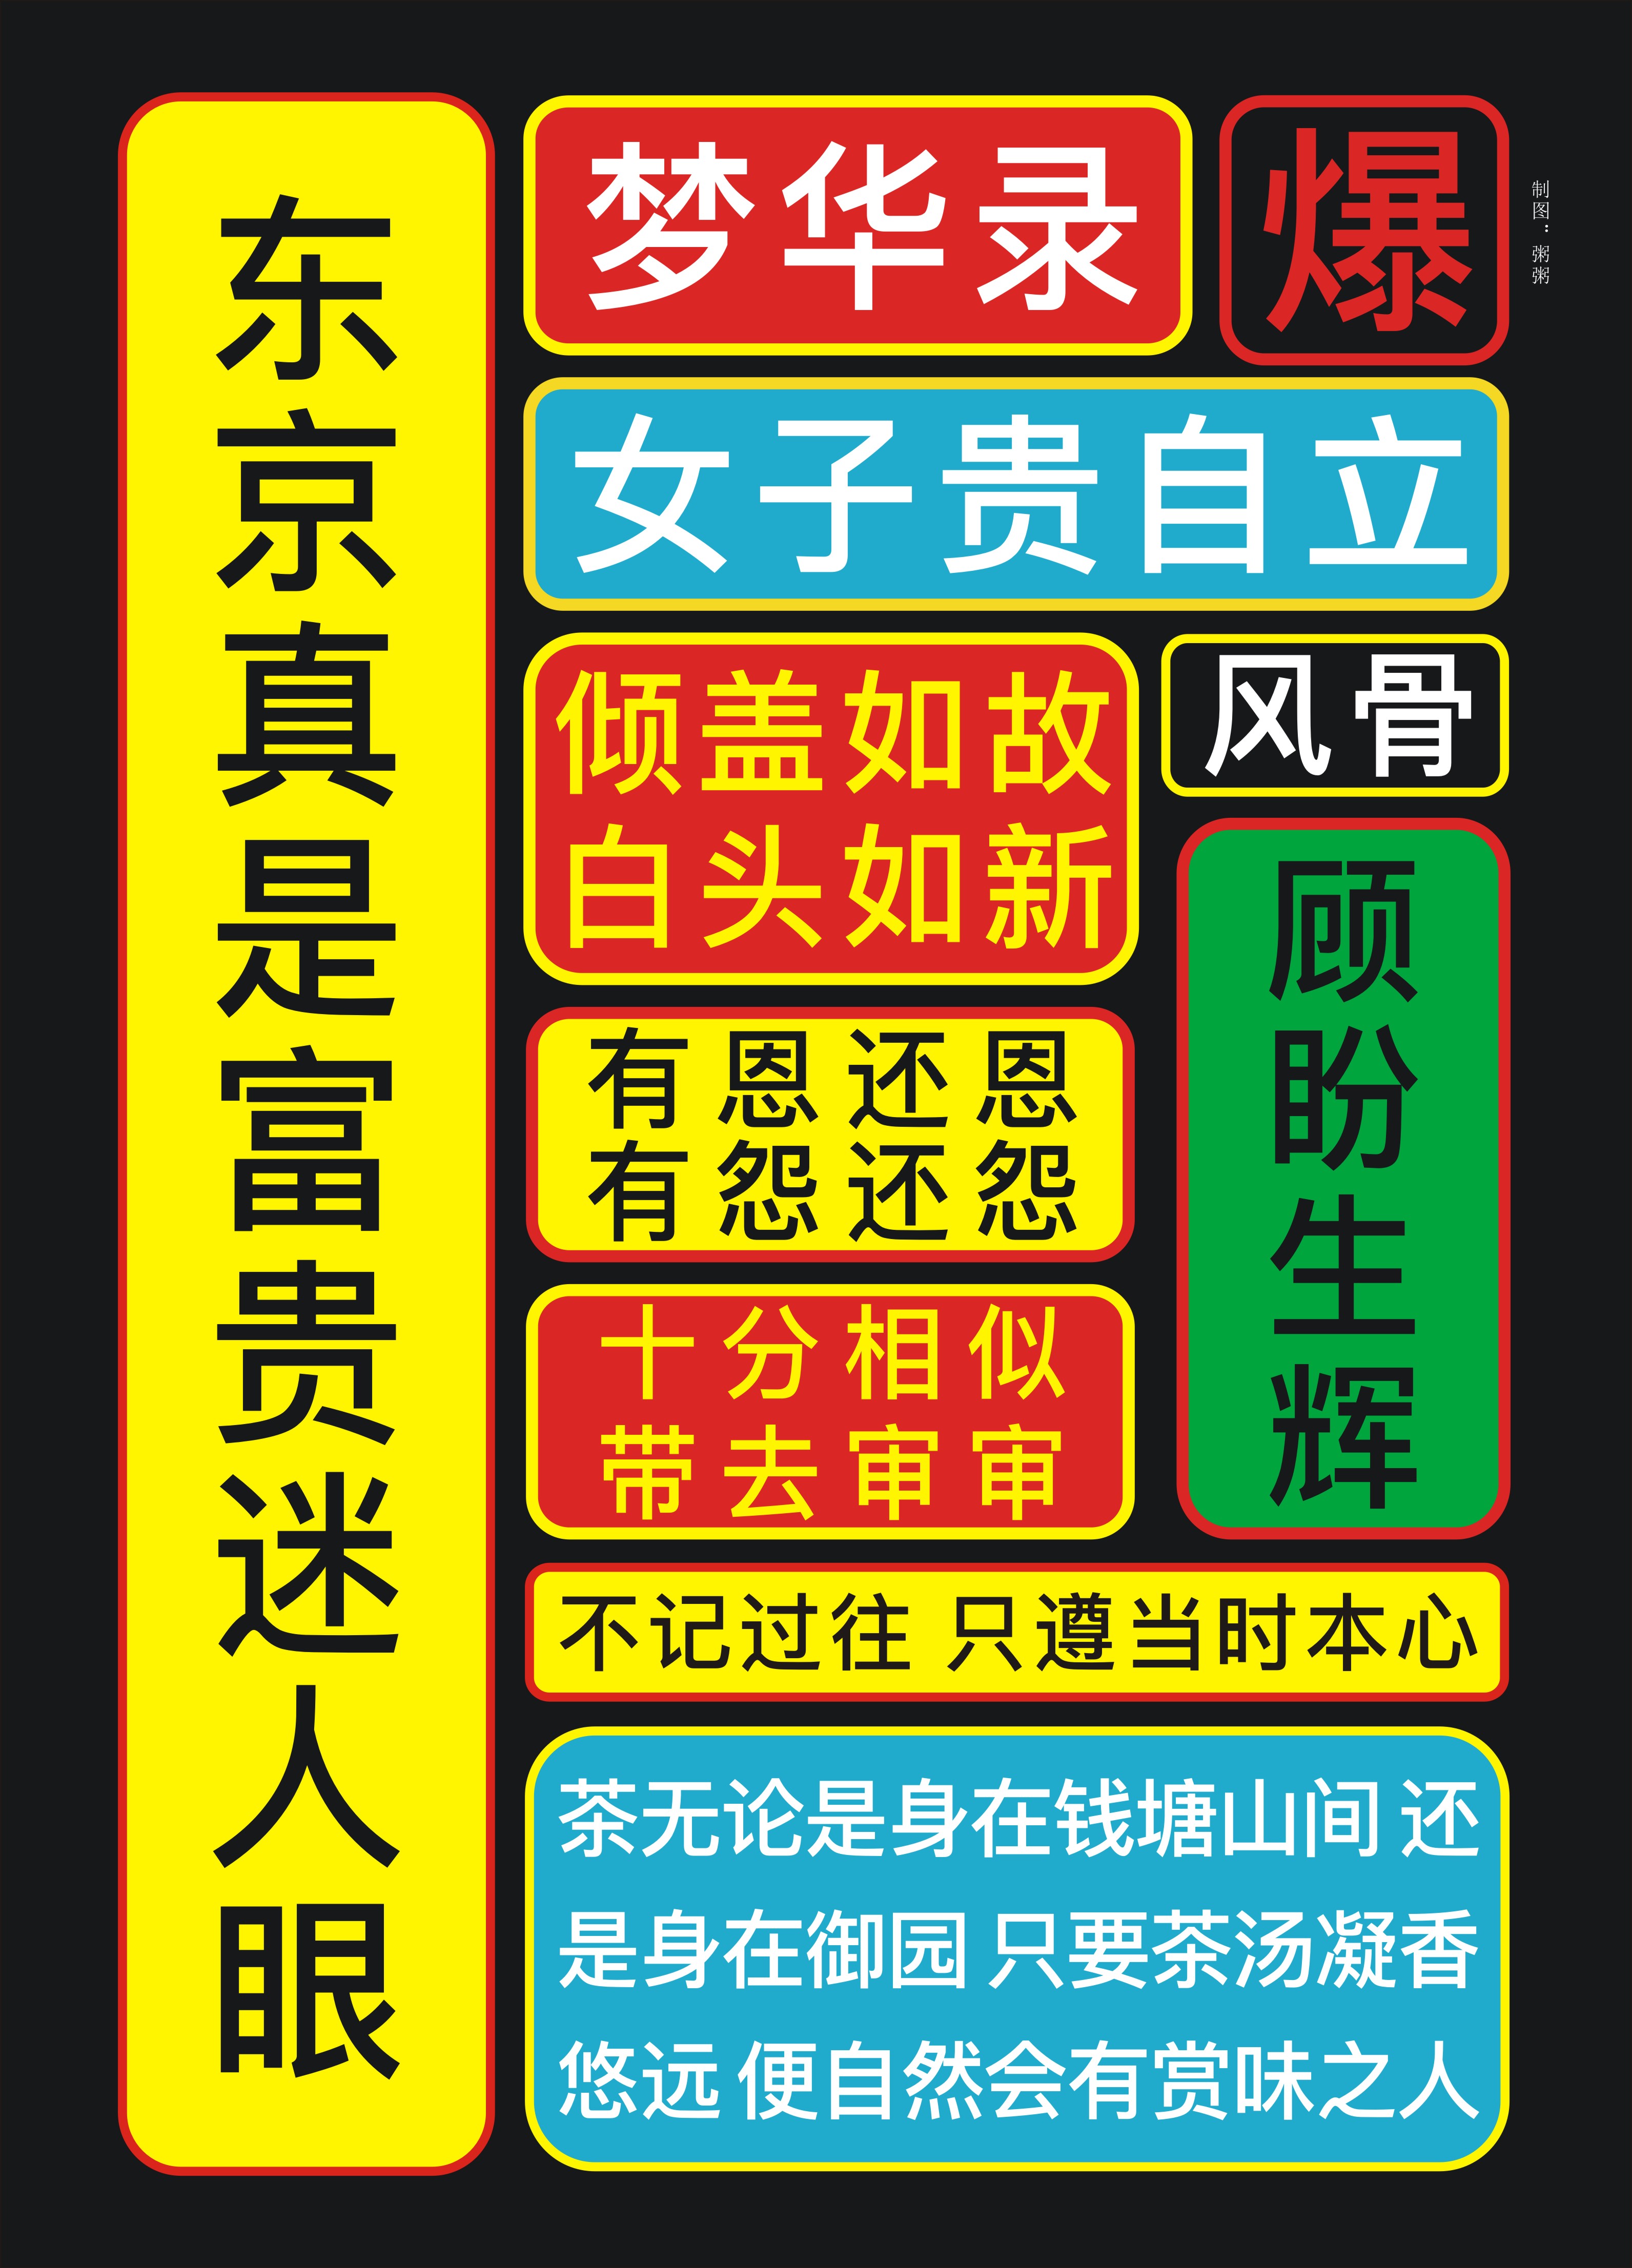 东京真是富贵迷人眼
梦华录
爆
制图：粥粥
女子贵自立
倾盖如故
白头如新
风骨
顾盼生辉
有恩还恩
有怨还怨
十分相似
带去审审
不记过往 只遵当时本心
茶无论是身在钱塘山间 还
是身在御园 只要茶汤凝香
悠远 便自然会有赏味之人